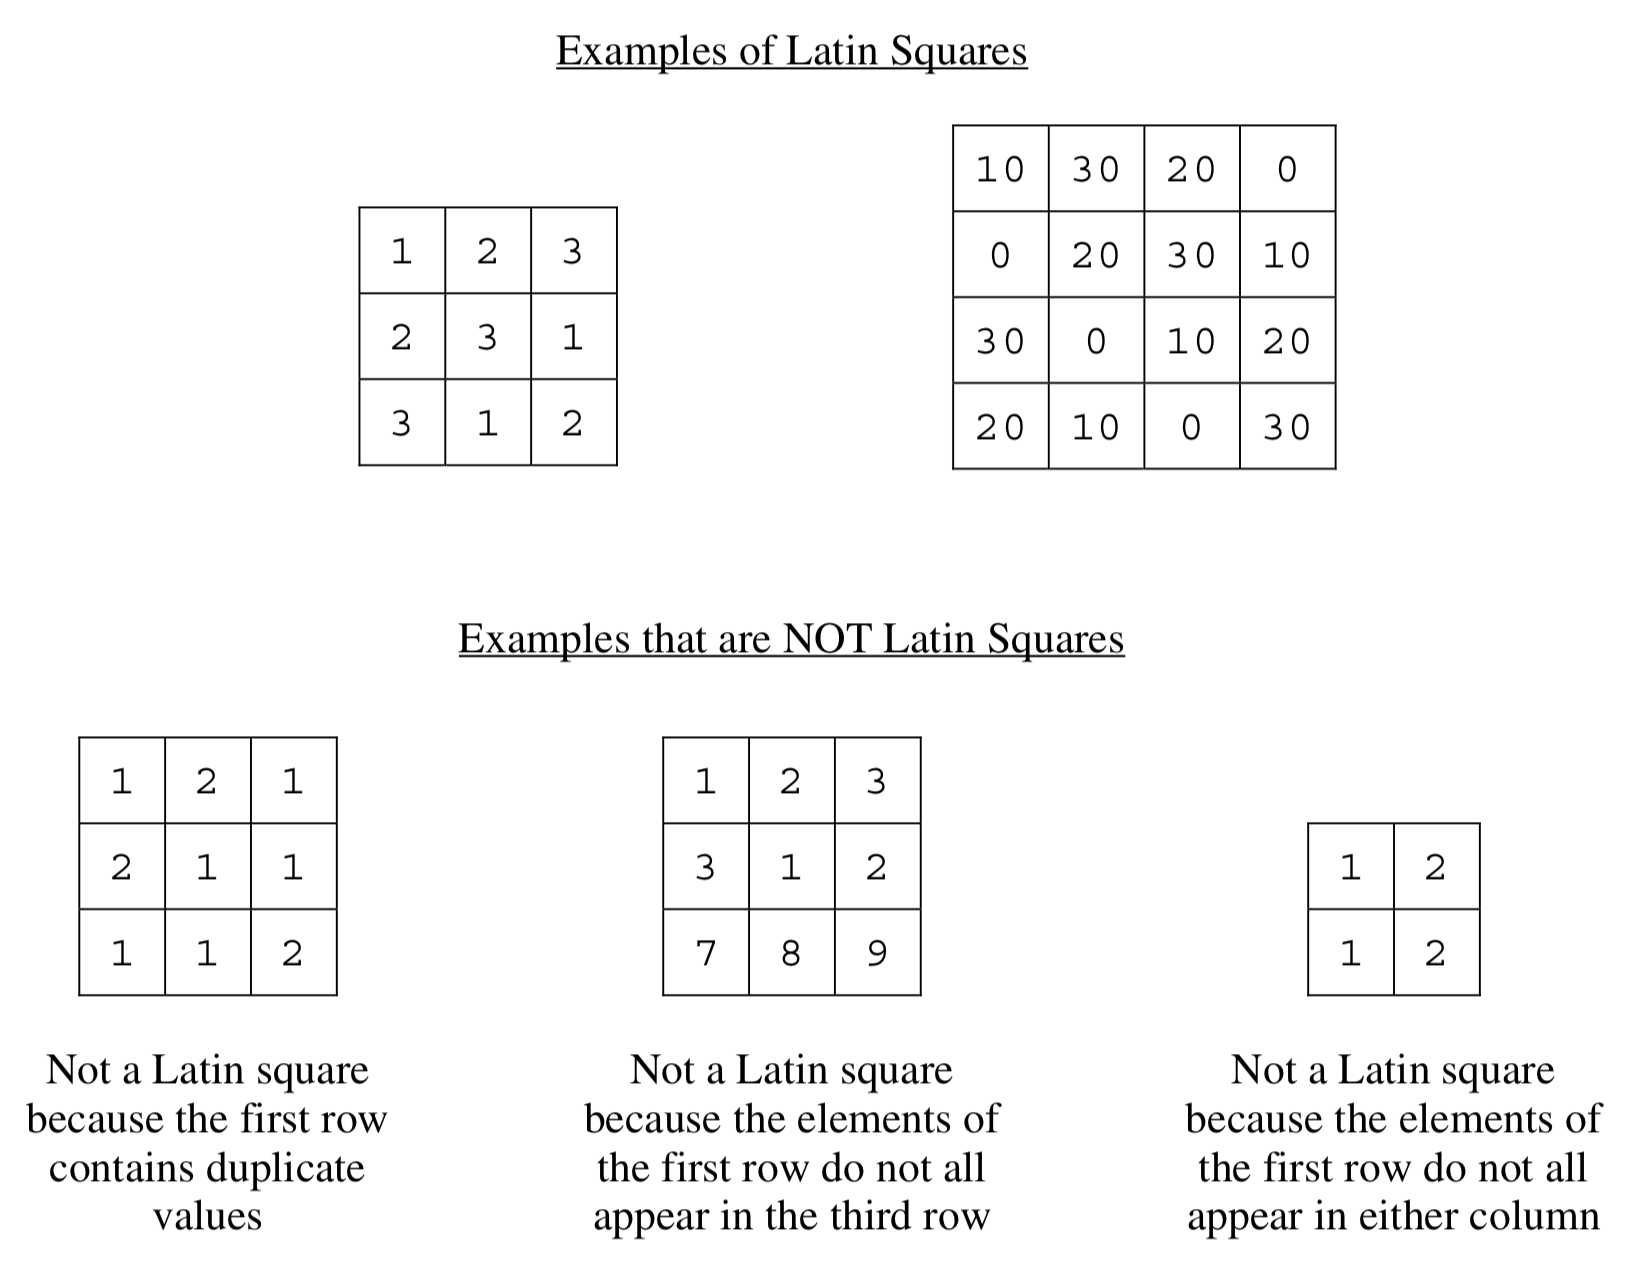 Examples of Latin Squares
1 2 3
2 3 1
3 1 2
10 30 20 0
0 20 30 10
30 0 10 20
20 10 0 30
Examples that are NOT Latin Squares
1 2 1
2 1 1
1 1 2
Not a Latin square
because the first row
contains duplicate
values
1 2 3
3 1 2
7 8 9
Not a Latin square
because the elements of
the first row do not all
appear in the third row
1 2
1 2
Not a Latin square
because the elements of
the first row do not all
appear in either column